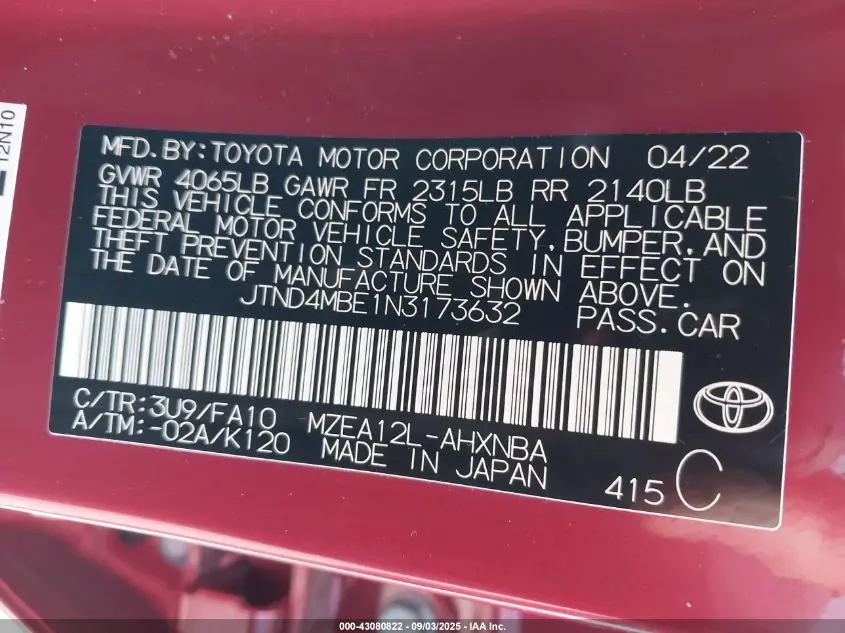 12N10
MFD.BY:TOYOTA MOTOR CORPORATION 04/22
GVWR 4065LB GAWR FR 2315LB RR 2140LB
THIS VEHICLE CONFORMS TO ALL APPLICABLE
FEDERAL MOTOR VEHICLE SAFETY,BUMPER,AND
THEFT PREVENTION STANDARDS IN EFFECT ON
THE DATE OF MANUFACTURE SHOWN ABOVE.
JTND4MBE1N3173632 PASS.CAR
C/TR:3U9/FA10 MZEA12L-AHXNBA
A/TM:-02A/K120 MADE IN JAPAN
415 C
000-43080822 - 09/03/2025 - IAA, Inc.